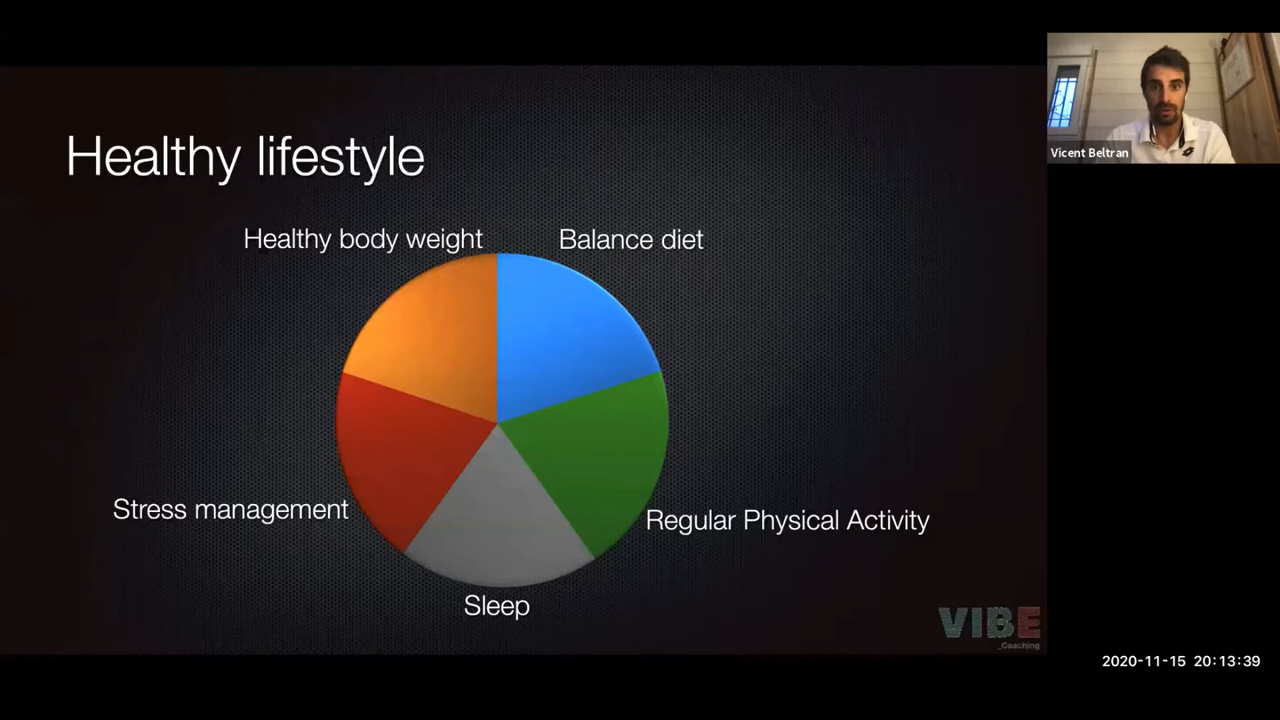 Healthy lifestyle
Healthy body weight
Balance diet
Stress management
Regular Physical Activity
Sleep
VIBE
_Coaching
Vicent Beltran
2020-11-15 20:13:39